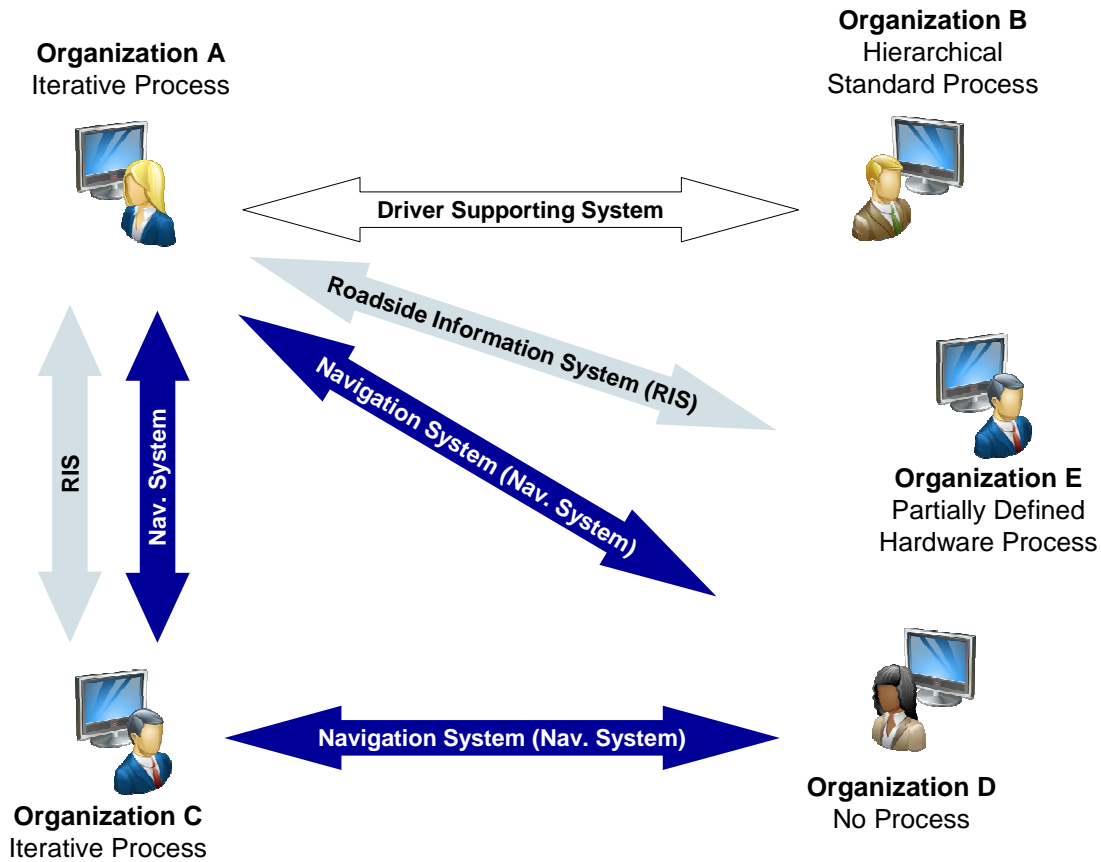 Organization A
Iterative Process
Organization B
Hierarchical
Standard Process
Driver Supporting System
Roadside Information System (RIS)
Navigation System (Nav. System)
RIS
Nav. System
Organization E
Partially Defined
Hardware Process
Navigation System (Nav. System)
Organization C
Iterative Process
Organization D
No Process